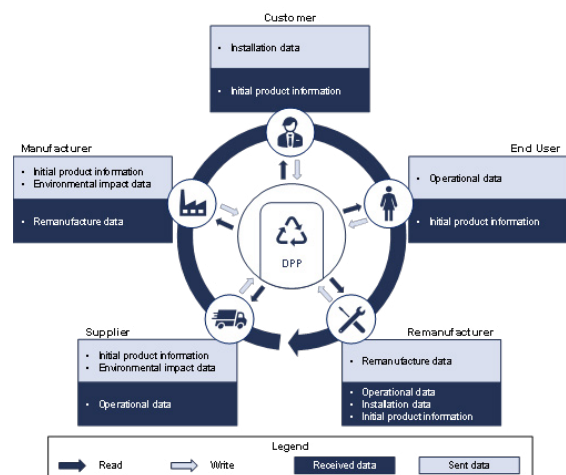 Customer
• Installation data
• Initial product information
Manufacturer
• Initial product information
• Environmental impact data
• Remanufacture data
End User
• Operational data
• Initial product information
DPP
Supplier
• Initial product information
• Environmental impact data
• Operational data
Remanufacturer
• Remanufacture data
• Operational data
• Installation data
• Initial product information
Legend
Read
Write
Received data
Sent data